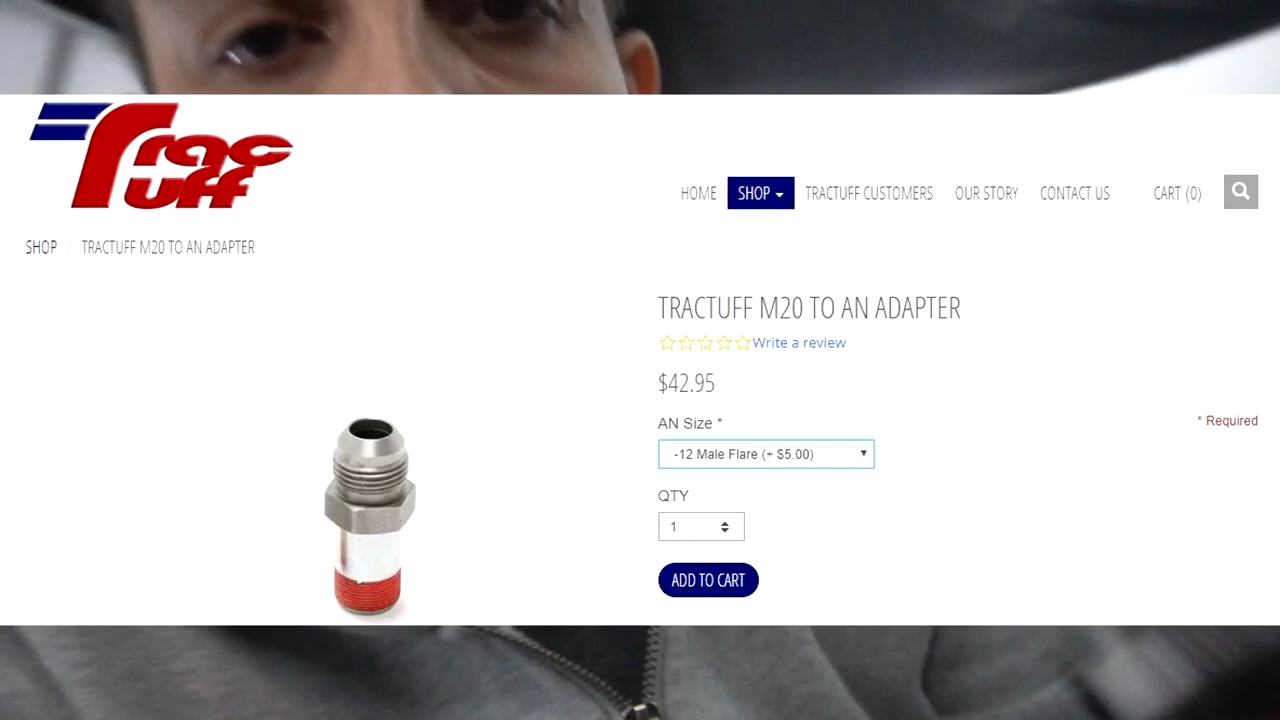 Trac
Tuff
HOME SHOP TRACTUFF CUSTOMERS OUR STORY CONTACT US CART (0)
SHOP / TRACTUFF M20 TO AN ADAPTER
TRACTUFF M20 TO AN ADAPTER
Write a review
$42.95
AN Size * * Required
-12 Male Flare (+ $5.00)
QTY
1
ADD TO CART